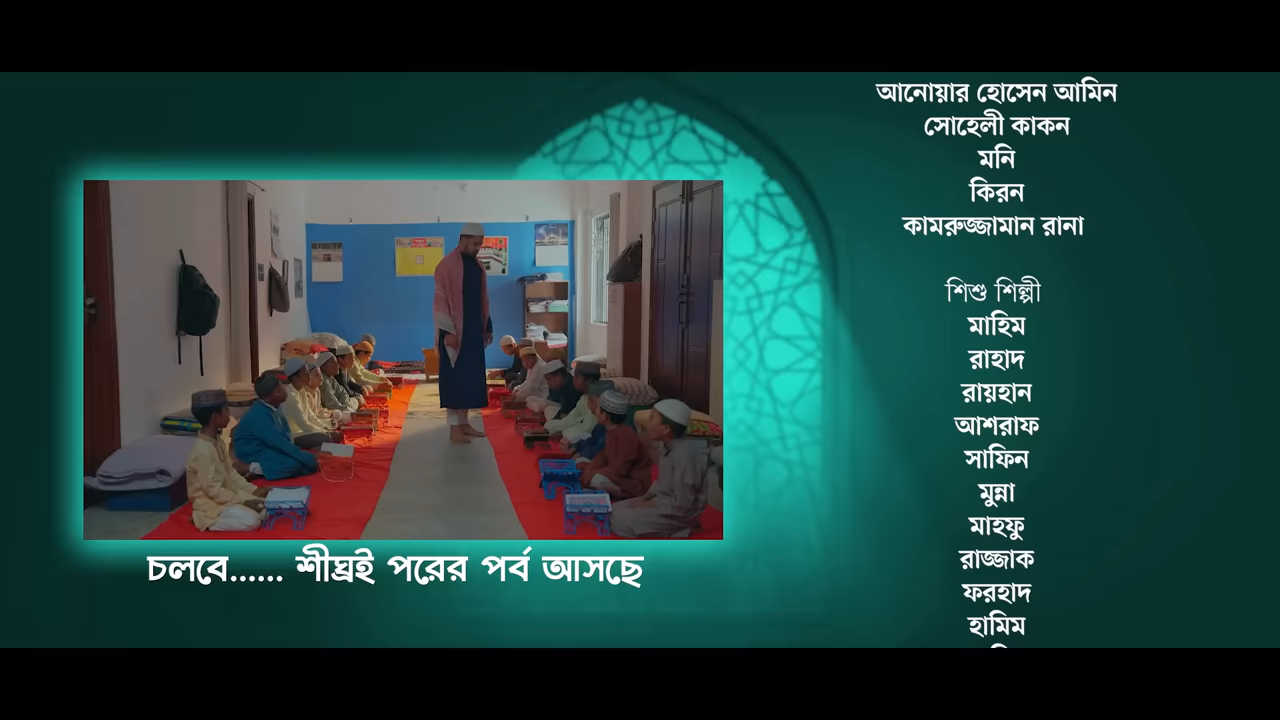 চলবে...... শীঘ্রই পরের পর্ব আসছে
আনোয়ার হোসেন আমিন
সোহেলী কাকন
মনি
কিরন
কামরুজ্জামান রানা
শিশু শিল্পী
মাহিম
রাহাদ
রায়হান
আশরাফ
সাফিন
মুন্না
মাহফু
রাজ্জাক
ফরহাদ
হামিম